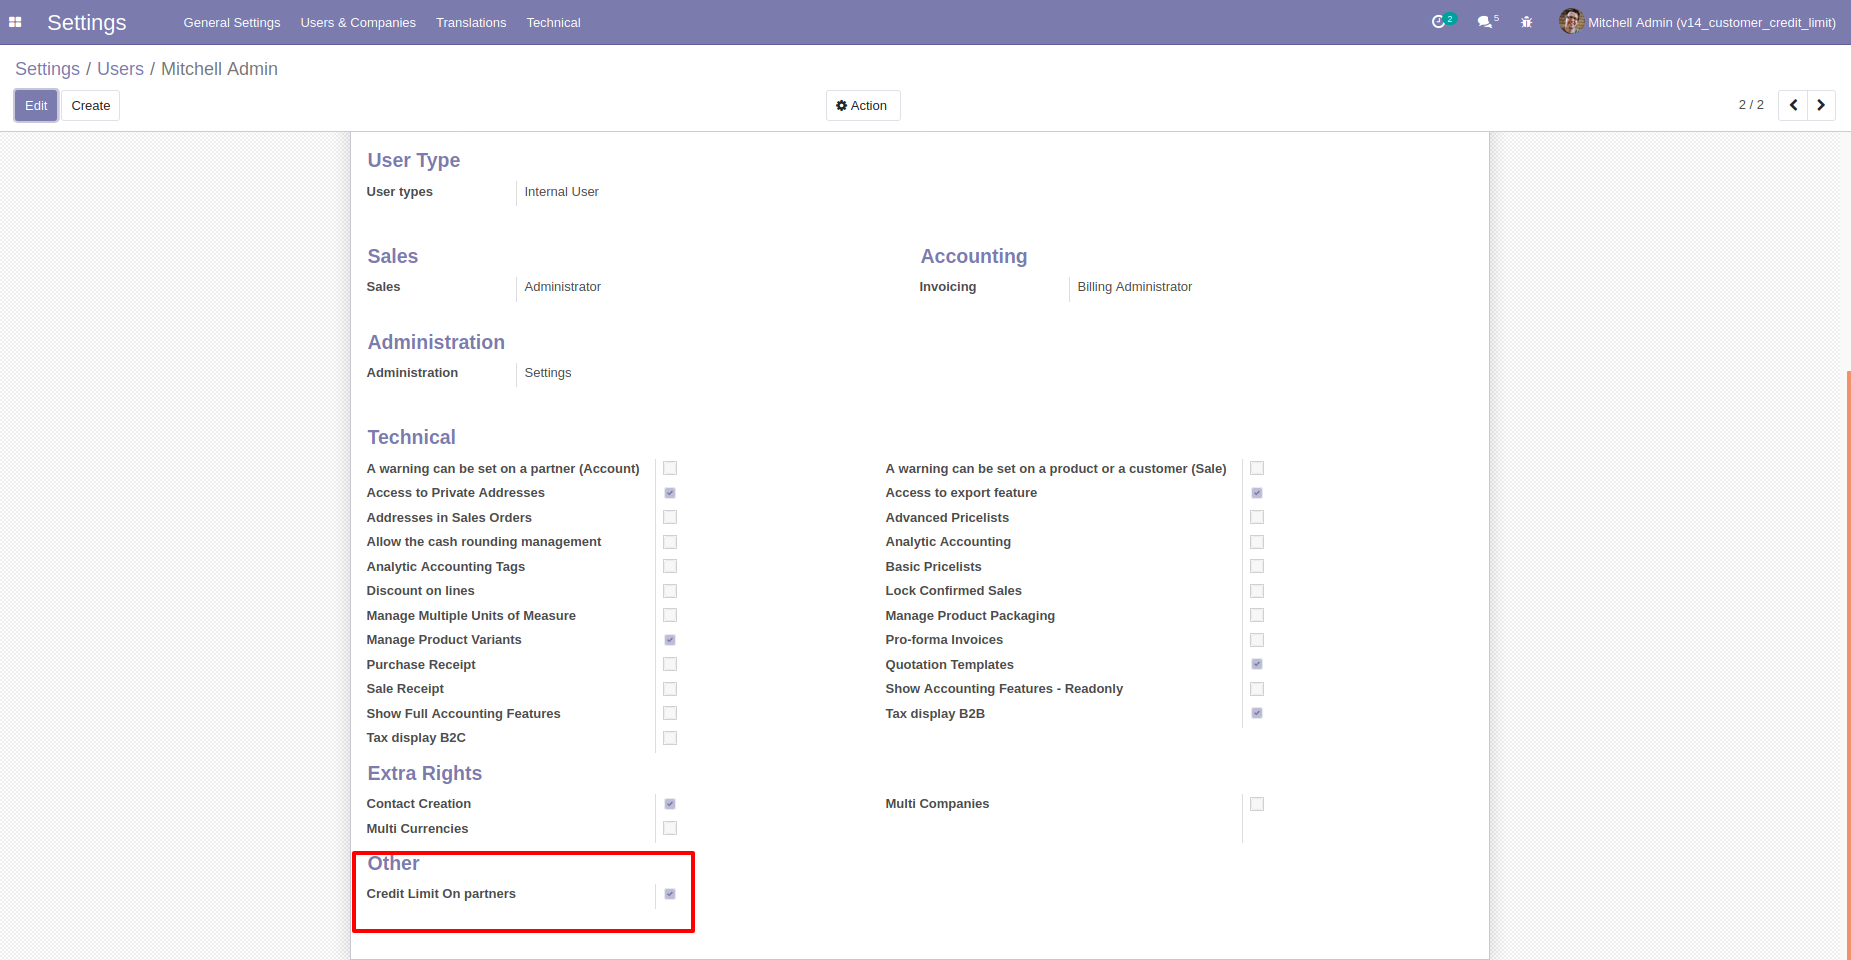 Settings General Settings Users & Companies Translations Technical 2 5 Mitchell Admin (v14_customer_credit_limit)
Settings / Users / Mitchell Admin
Edit Create Action 2 / 2
User Type
User types Internal User
Sales Accounting
Sales Administrator Invoicing Billing Administrator
Administration
Administration Settings
Technical
A warning can be set on a partner (Account) A warning can be set on a product or a customer (Sale)
Access to Private Addresses Access to export feature
Addresses in Sales Orders Advanced Pricelists
Allow the cash rounding management Analytic Accounting
Analytic Accounting Tags Basic Pricelists
Discount on lines Lock Confirmed Sales
Manage Multiple Units of Measure Manage Product Packaging
Manage Product Variants Pro-forma Invoices
Purchase Receipt Quotation Templates
Sale Receipt Show Accounting Features - Readonly
Show Full Accounting Features Tax display B2B
Tax display B2C
Extra Rights
Contact Creation Multi Companies
Multi Currencies
Other
Credit Limit On partners